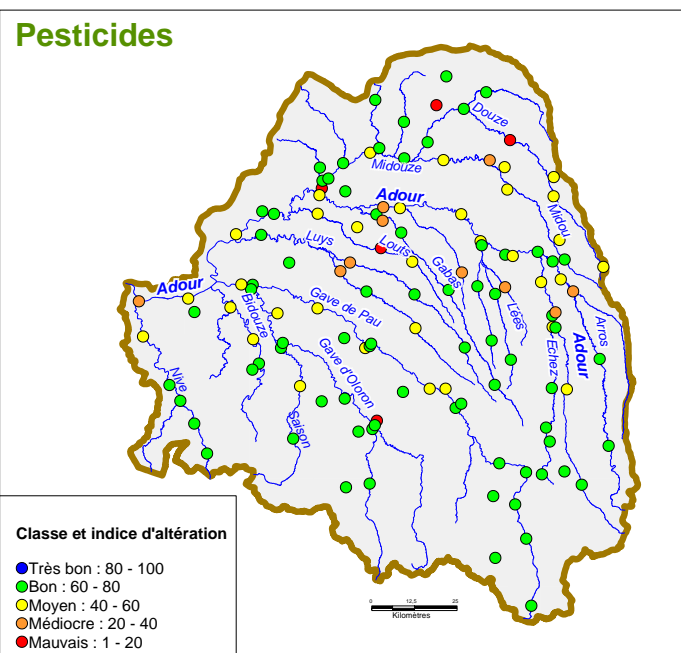 Pesticides
Douze
Midouze
Adour
Midou
Luys
Louts
Gabas
Adour
Lées
Bidouze
Gave de Pau
Arros
Echez
Adour
Gave d'Oloron
Nive
Saison
Classe et indice d'altération
Très bon : 80 - 100
Bon : 60 - 80
Moyen : 40 - 60
Médiocre : 20 - 40
Mauvais : 1 - 20
0 12,5 25
Kilomètres